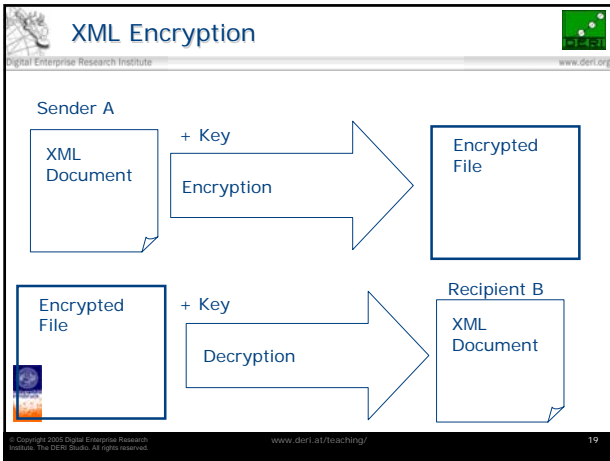 XML Encryption
DERI
Digital Enterprise Research Institute
www.deri.org
Sender A
XML
Document
+ Key
Encryption
Encrypted
File
Encrypted
File
+ Key
Decryption
Recipient B
XML
Document
© Copyright 2005 Digital Enterprise Research
Institute. The DERI Studio. All rights reserved.
www.deri.at/teaching/
19